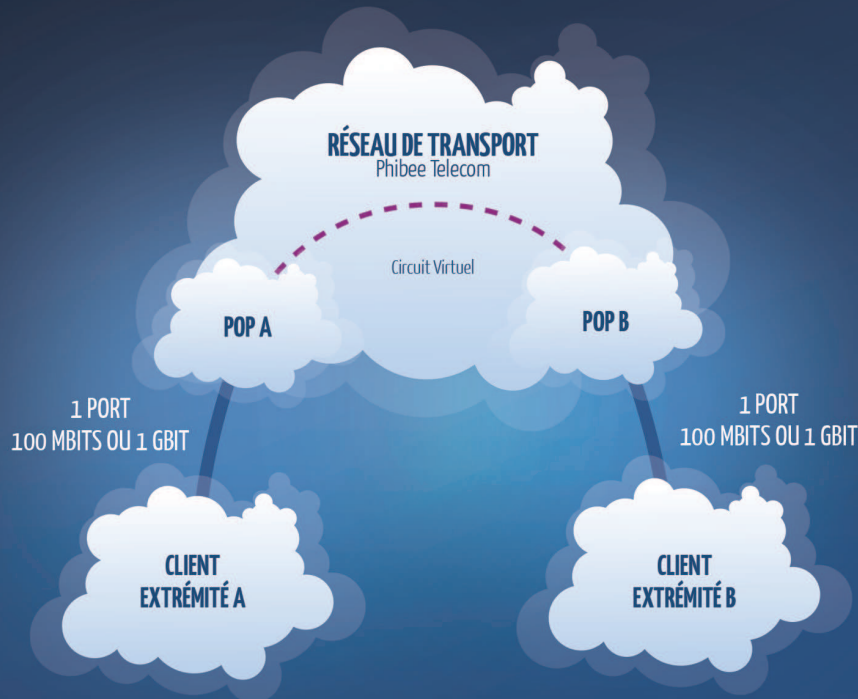 RÉSEAU DE TRANSPORT
Phibee Telecom
Circuit Virtuel
POP A
POP B
1 PORT
100 MBITS OU 1 GBIT
1 PORT
100 MBITS OU 1 GBIT
CLIENT
EXTRÉMITÉ A
CLIENT
EXTRÉMITÉ B